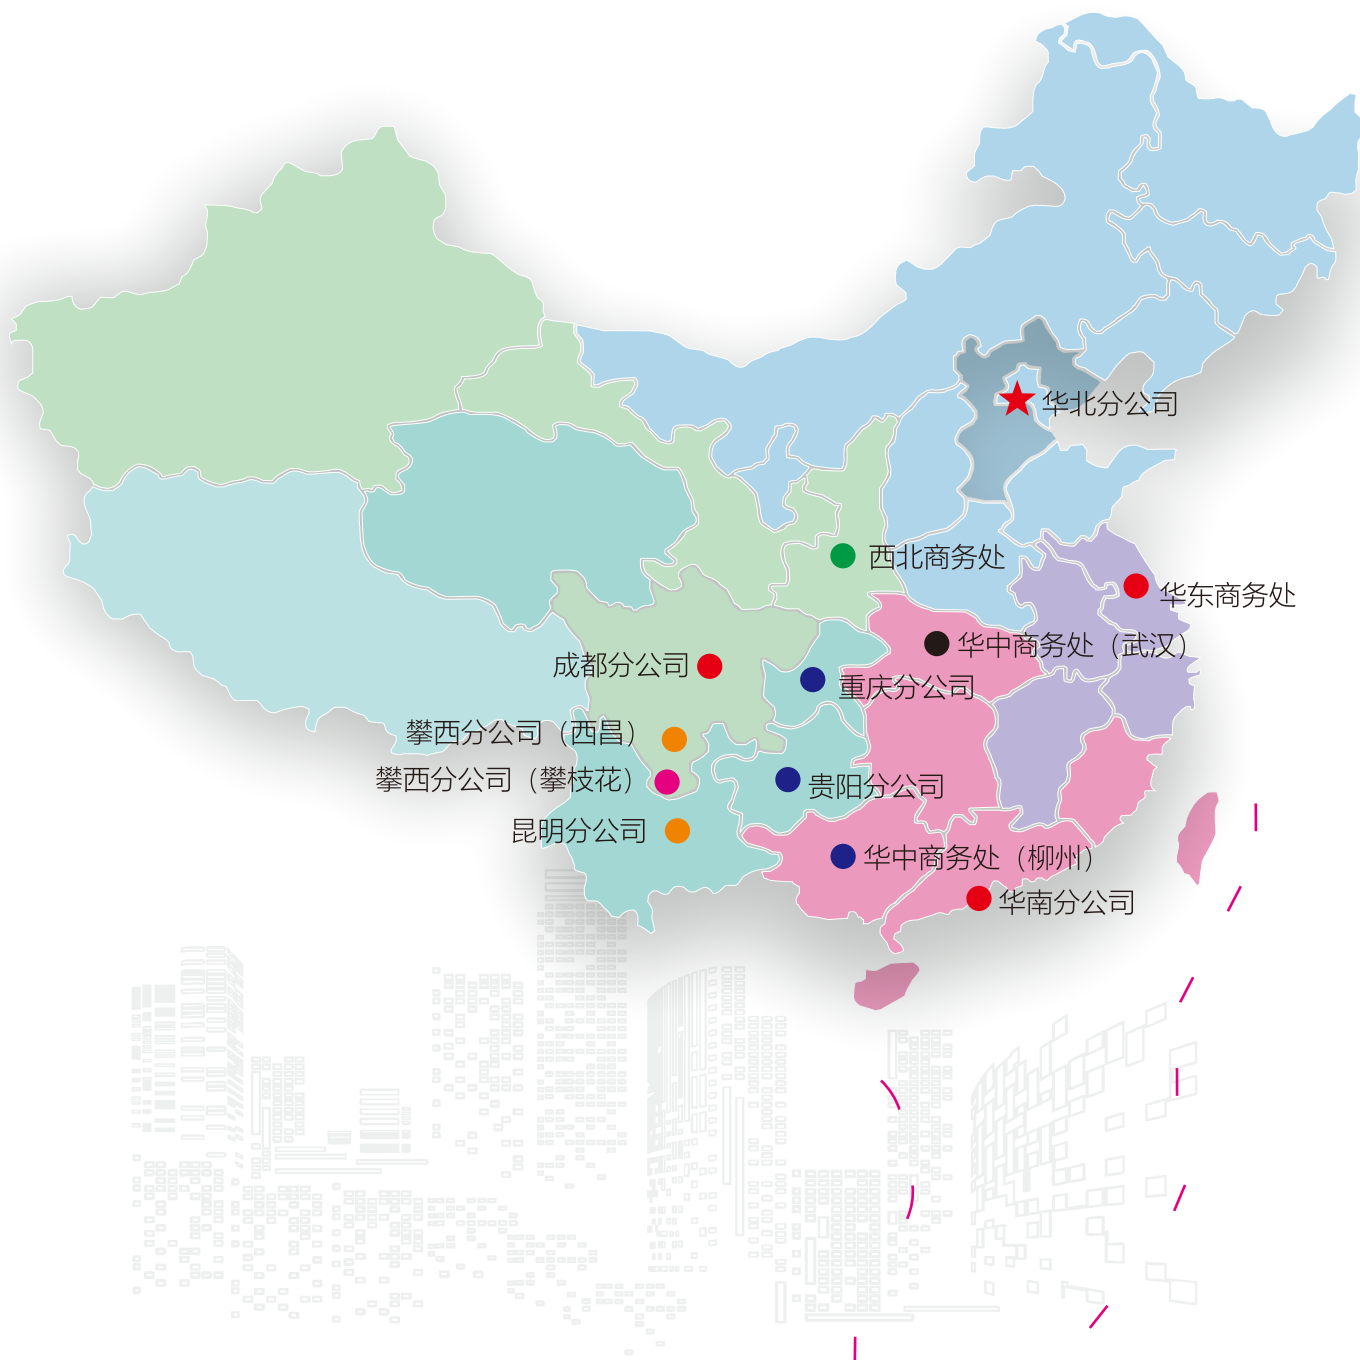 华北分公司
西北商务处
华东商务处
华中商务处（武汉）
成都分公司
重庆分公司
攀西分公司（西昌）
攀西分公司（攀枝花）
贵阳分公司
昆明分公司
华中商务处（柳州）
华南分公司